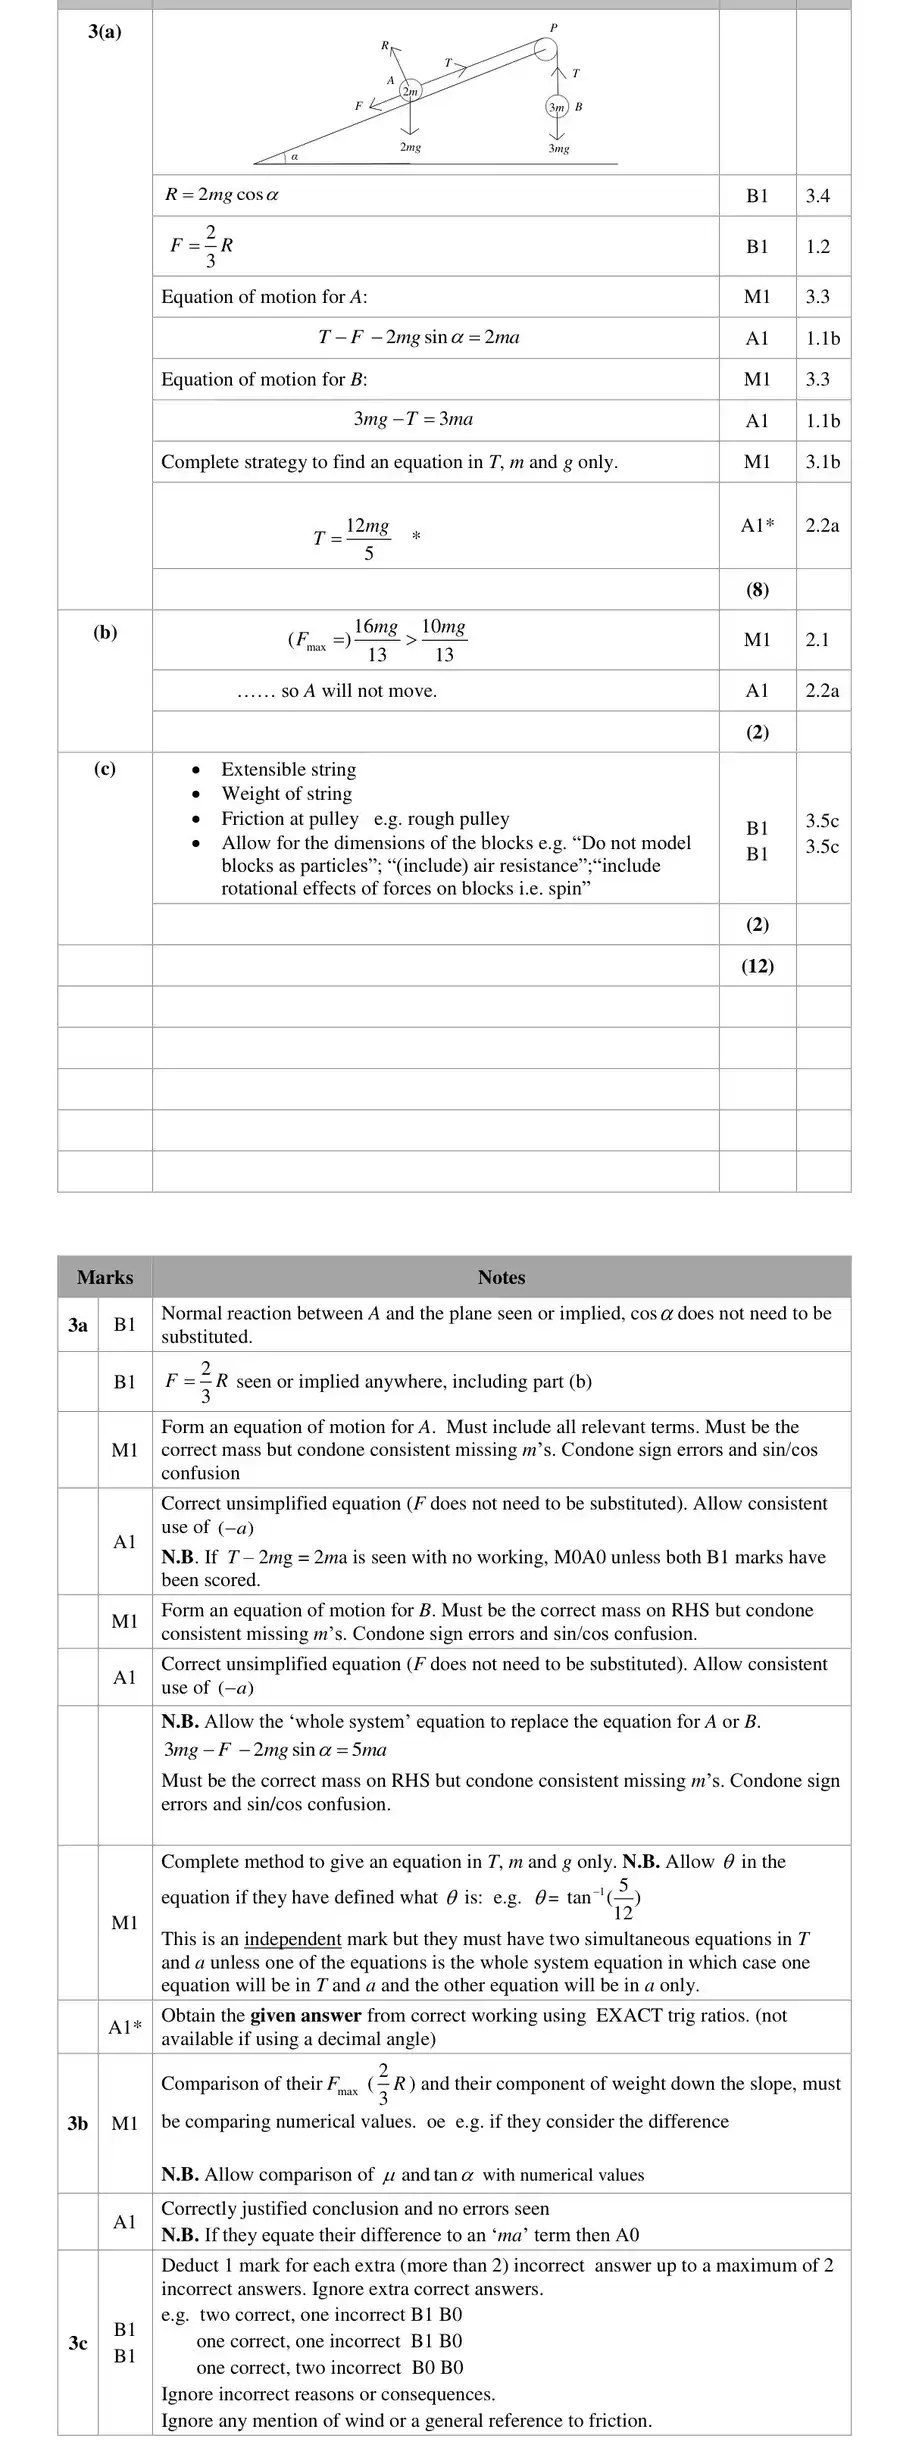 3(a)
P
R
T
A
T
2m
F
3m B
α
2mg
3mg
R = 2mg cos α
B1 3.4
F = 2/3 R
B1 1.2
Equation of motion for A:
M1 3.3
T – F – 2mg sin α = 2ma
A1 1.1b
Equation of motion for B:
M1 3.3
3mg – T = 3ma
A1 1.1b
Complete strategy to find an equation in T, m and g only.
M1 3.1b
T = 12mg/5 *
A1* 2.2a
(8)
(b)
(Fmax =) 16mg/13 > 10mg/13
M1 2.1
…… so A will not move.
A1 2.2a
(2)
(c)
• Extensible string
• Weight of string
• Friction at pulley e.g. rough pulley
• Allow for the dimensions of the blocks e.g. “Do not model
blocks as particles”; “(include) air resistance”;“include
rotational effects of forces on blocks i.e. spin”
B1 3.5c
B1 3.5c
(2)
(12)
Marks Notes
3a B1 Normal reaction between A and the plane seen or implied, cos α does not need to be
substituted.
B1 F = 2/3 R seen or implied anywhere, including part (b)
M1 Form an equation of motion for A. Must include all relevant terms. Must be the
correct mass but condone consistent missing m’s. Condone sign errors and sin/cos
confusion
A1 Correct unsimplified equation (F does not need to be substituted). Allow consistent
use of (–a)
N.B. If T – 2mg = 2ma is seen with no working, M0A0 unless both B1 marks have
been scored.
M1 Form an equation of motion for B. Must be the correct mass on RHS but condone
consistent missing m’s. Condone sign errors and sin/cos confusion.
A1 Correct unsimplified equation (F does not need to be substituted). Allow consistent
use of (–a)
N.B. Allow the ‘whole system’ equation to replace the equation for A or B.
3mg – F – 2mg sin α = 5ma
Must be the correct mass on RHS but condone consistent missing m’s. Condone sign
errors and sin/cos confusion.
M1 Complete method to give an equation in T, m and g only. N.B. Allow θ in the
equation if they have defined what θ is: e.g. θ = tan⁻¹(5/12)
This is an independent mark but they must have two simultaneous equations in T
and a unless one of the equations is the whole system equation in which case one
equation will be in T and a and the other equation will be in a only.
A1* Obtain the given answer from correct working using EXACT trig ratios. (not
available if using a decimal angle)
3b M1 Comparison of their Fmax (2/3 R) and their component of weight down the slope, must
be comparing numerical values. oe e.g. if they consider the difference
N.B. Allow comparison of μ and tan α with numerical values
A1 Correctly justified conclusion and no errors seen
N.B. If they equate their difference to an ‘ma’ term then A0
3c B1 B1 Deduct 1 mark for each extra (more than 2) incorrect answer up to a maximum of 2
incorrect answers. Ignore extra correct answers.
e.g. two correct, one incorrect B1 B0
one correct, one incorrect B1 B0
one correct, two incorrect B0 B0
Ignore incorrect reasons or consequences.
Ignore any mention of wind or a general reference to friction.